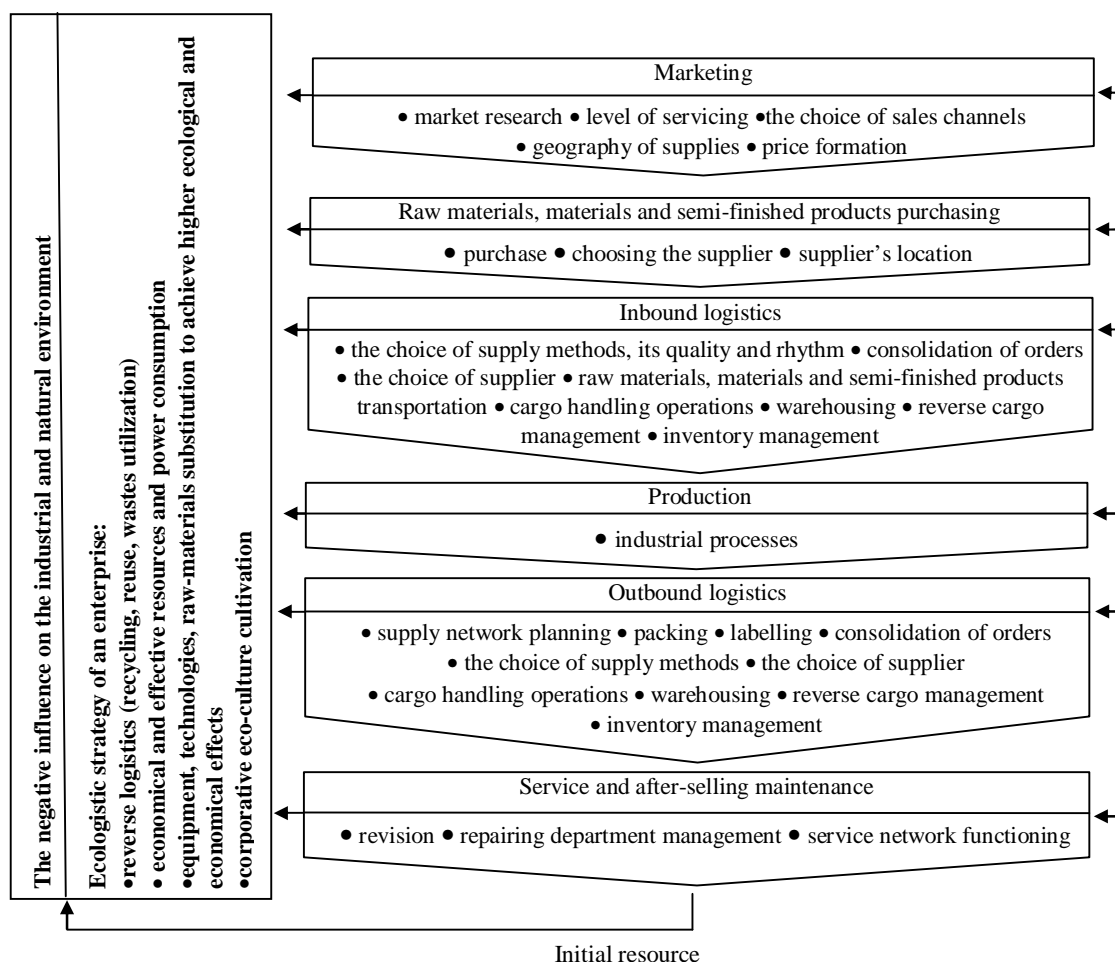 The negative influence on the industrial and natural environment
Ecologistic strategy of an enterprise:
•reverse logistics (recycling, reuse, wastes utilization)
• economical and effective resources and power consumption
•equipment, technologies, raw-materials substitution to achieve higher ecological and
economical effects
•corporative eco-culture cultivation
Marketing
• market research • level of servicing •the choice of sales channels
• geography of supplies • price formation
Raw materials, materials and semi-finished products purchasing
• purchase • choosing the supplier • supplier’s location
Inbound logistics
• the choice of supply methods, its quality and rhythm • consolidation of orders
• the choice of supplier • raw materials, materials and semi-finished products
transportation • cargo handling operations • warehousing • reverse cargo
management • inventory management
Production
• industrial processes
Outbound logistics
• supply network planning • packing • labelling • consolidation of orders
• the choice of supply methods • the choice of supplier
• cargo handling operations • warehousing • reverse cargo management
• inventory management
Service and after-selling maintenance
• revision • repairing department management • service network functioning
Initial resource